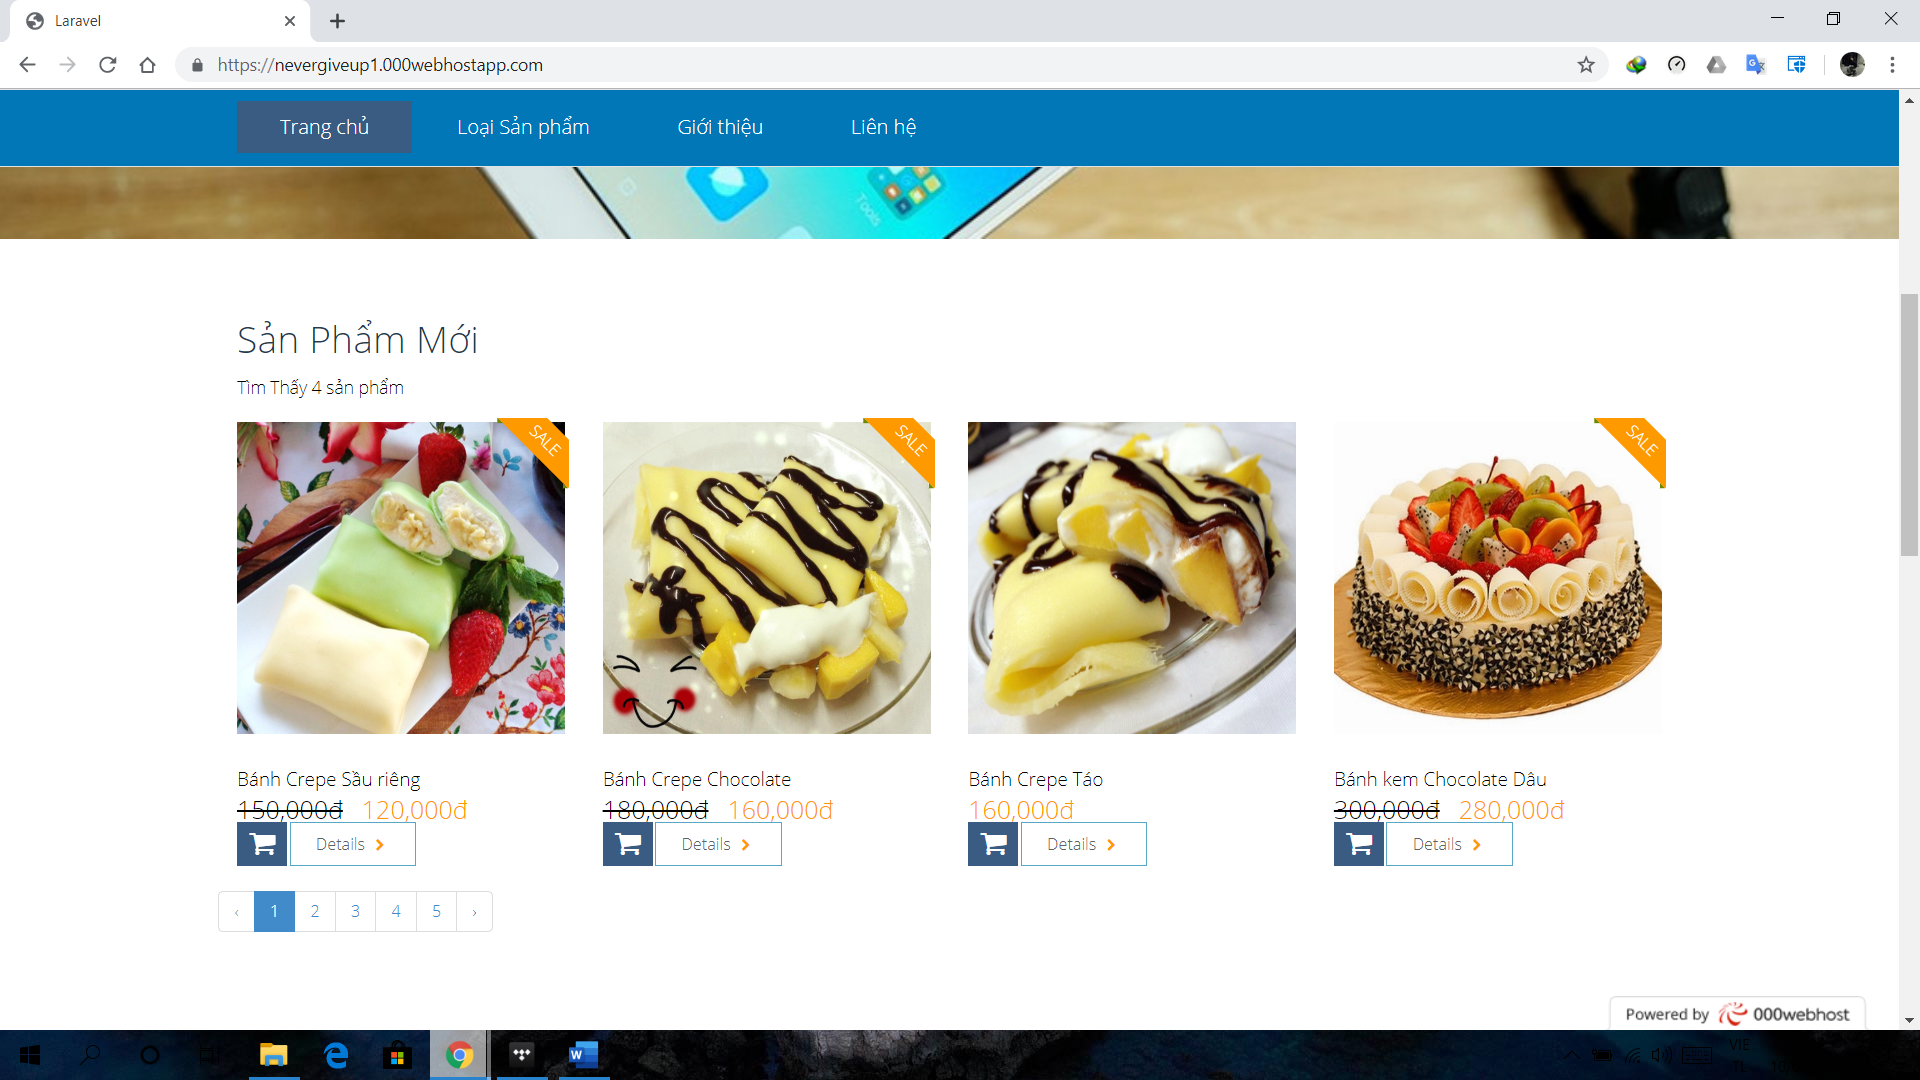 Laravel
https://nevergiveup1.000webhostapp.com
Trang chủ
Loại Sản phẩm
Giới thiệu
Liên hệ
Tools
Sản Phẩm Mới
Tìm Thấy 4 sản phẩm
SALE
SALE
SALE
Bánh Crepe Sầu riêng
150,000đ 120,000đ
Details
Bánh Crepe Chocolate
180,000đ 160,000đ
Details
Bánh Crepe Táo
160,000đ
Details
Bánh kem Chocolate Dâu
300,000đ 280,000đ
Details
‹ 1 2 3 4 5 ›
Powered by 000webhost
VIE